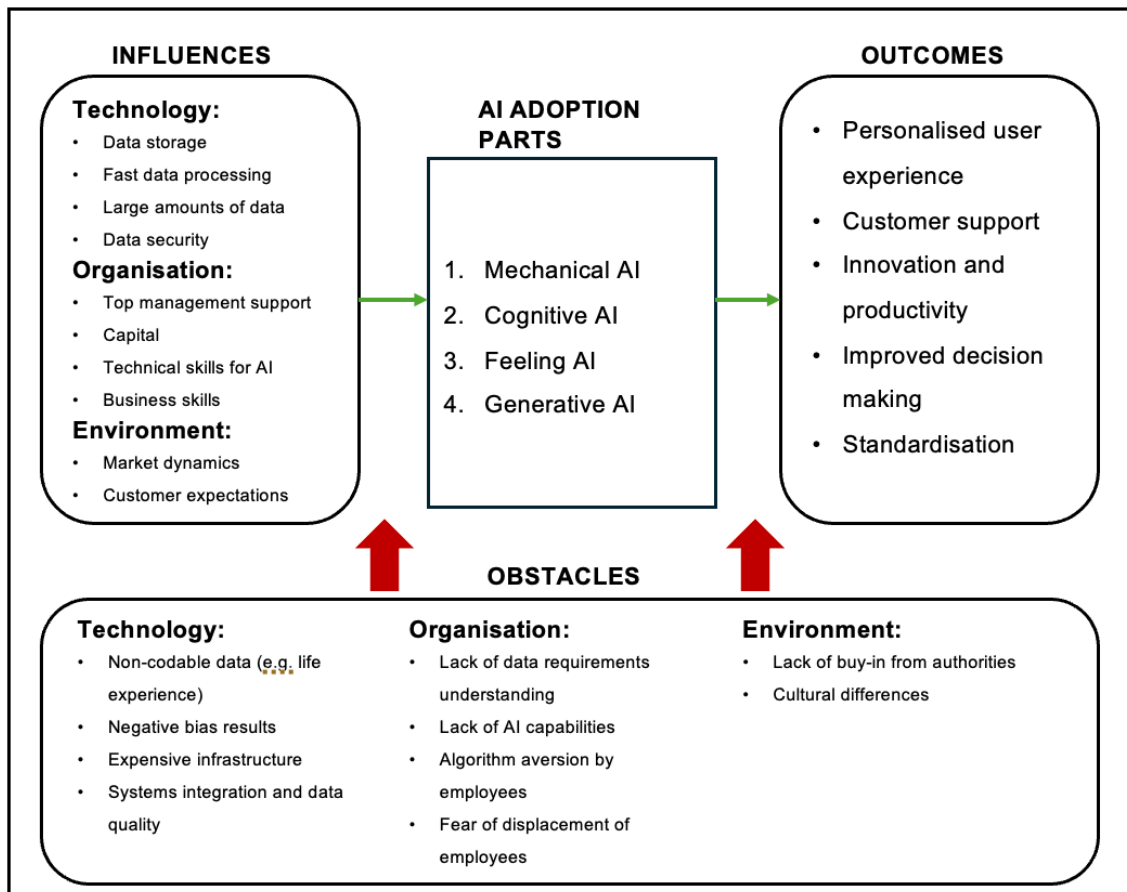 INFLUENCES
Technology:
• Data storage
• Fast data processing
• Large amounts of data
• Data security
Organisation:
• Top management support
• Capital
• Technical skills for AI
• Business skills
Environment:
• Market dynamics
• Customer expectations
AI ADOPTION
PARTS
1. Mechanical AI
2. Cognitive AI
3. Feeling AI
4. Generative AI
OUTCOMES
• Personalised user
experience
• Customer support
• Innovation and
productivity
• Improved decision
making
• Standardisation
OBSTACLES
Technology:
• Non-codable data (e.g. life
experience)
• Negative bias results
• Expensive infrastructure
• Systems integration and data
quality
Organisation:
• Lack of data requirements
understanding
• Lack of AI capabilities
• Algorithm aversion by
employees
• Fear of displacement of
employees
Environment:
• Lack of buy-in from authorities
• Cultural differences